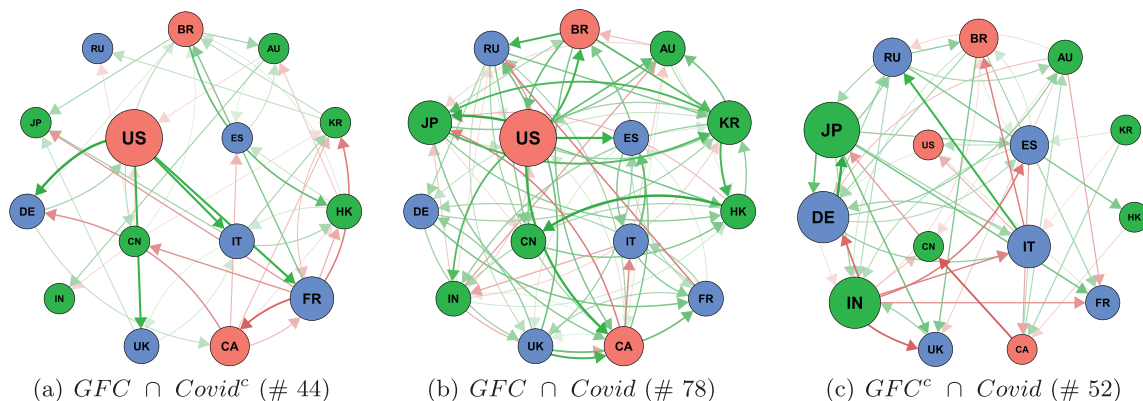 BR
RU
AU
JP
US
ES
KR
DE
CN
IT
HK
IN
FR
UK
CA
(a) GFC ∩ Covidᶜ (# 44)
BR
RU
AU
JP
US
ES
KR
DE
CN
IT
HK
IN
FR
UK
CA
(b) GFC ∩ Covid (# 78)
BR
RU
AU
JP
US
ES
KR
DE
CN
IT
HK
IN
FR
UK
CA
(c) GFCᶜ ∩ Covid (# 52)